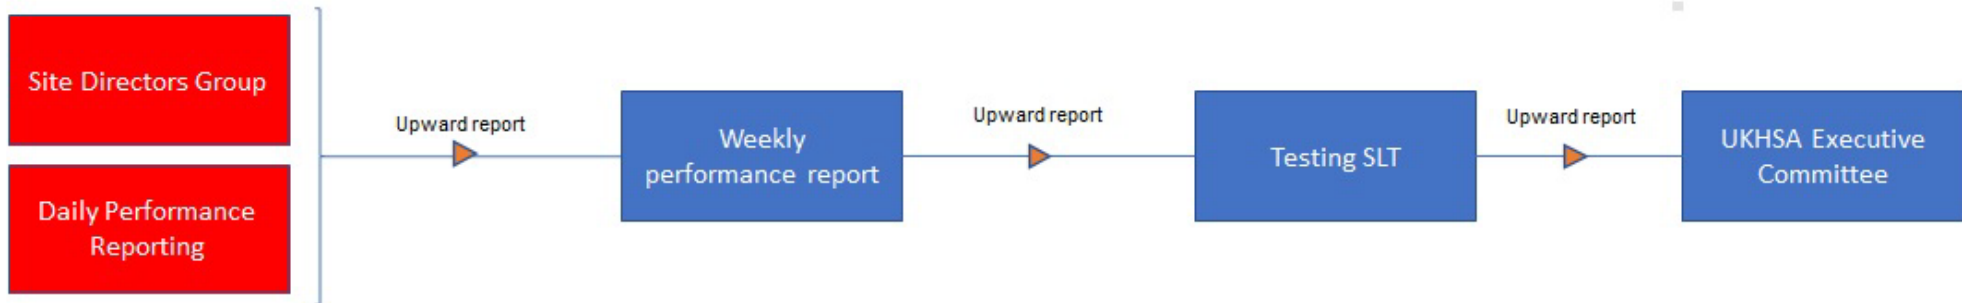 Site Directors Group
Daily Performance
Reporting
Upward report
Weekly
performance report
Upward report
Testing SLT
Upward report
UKHSA Executive
Committee